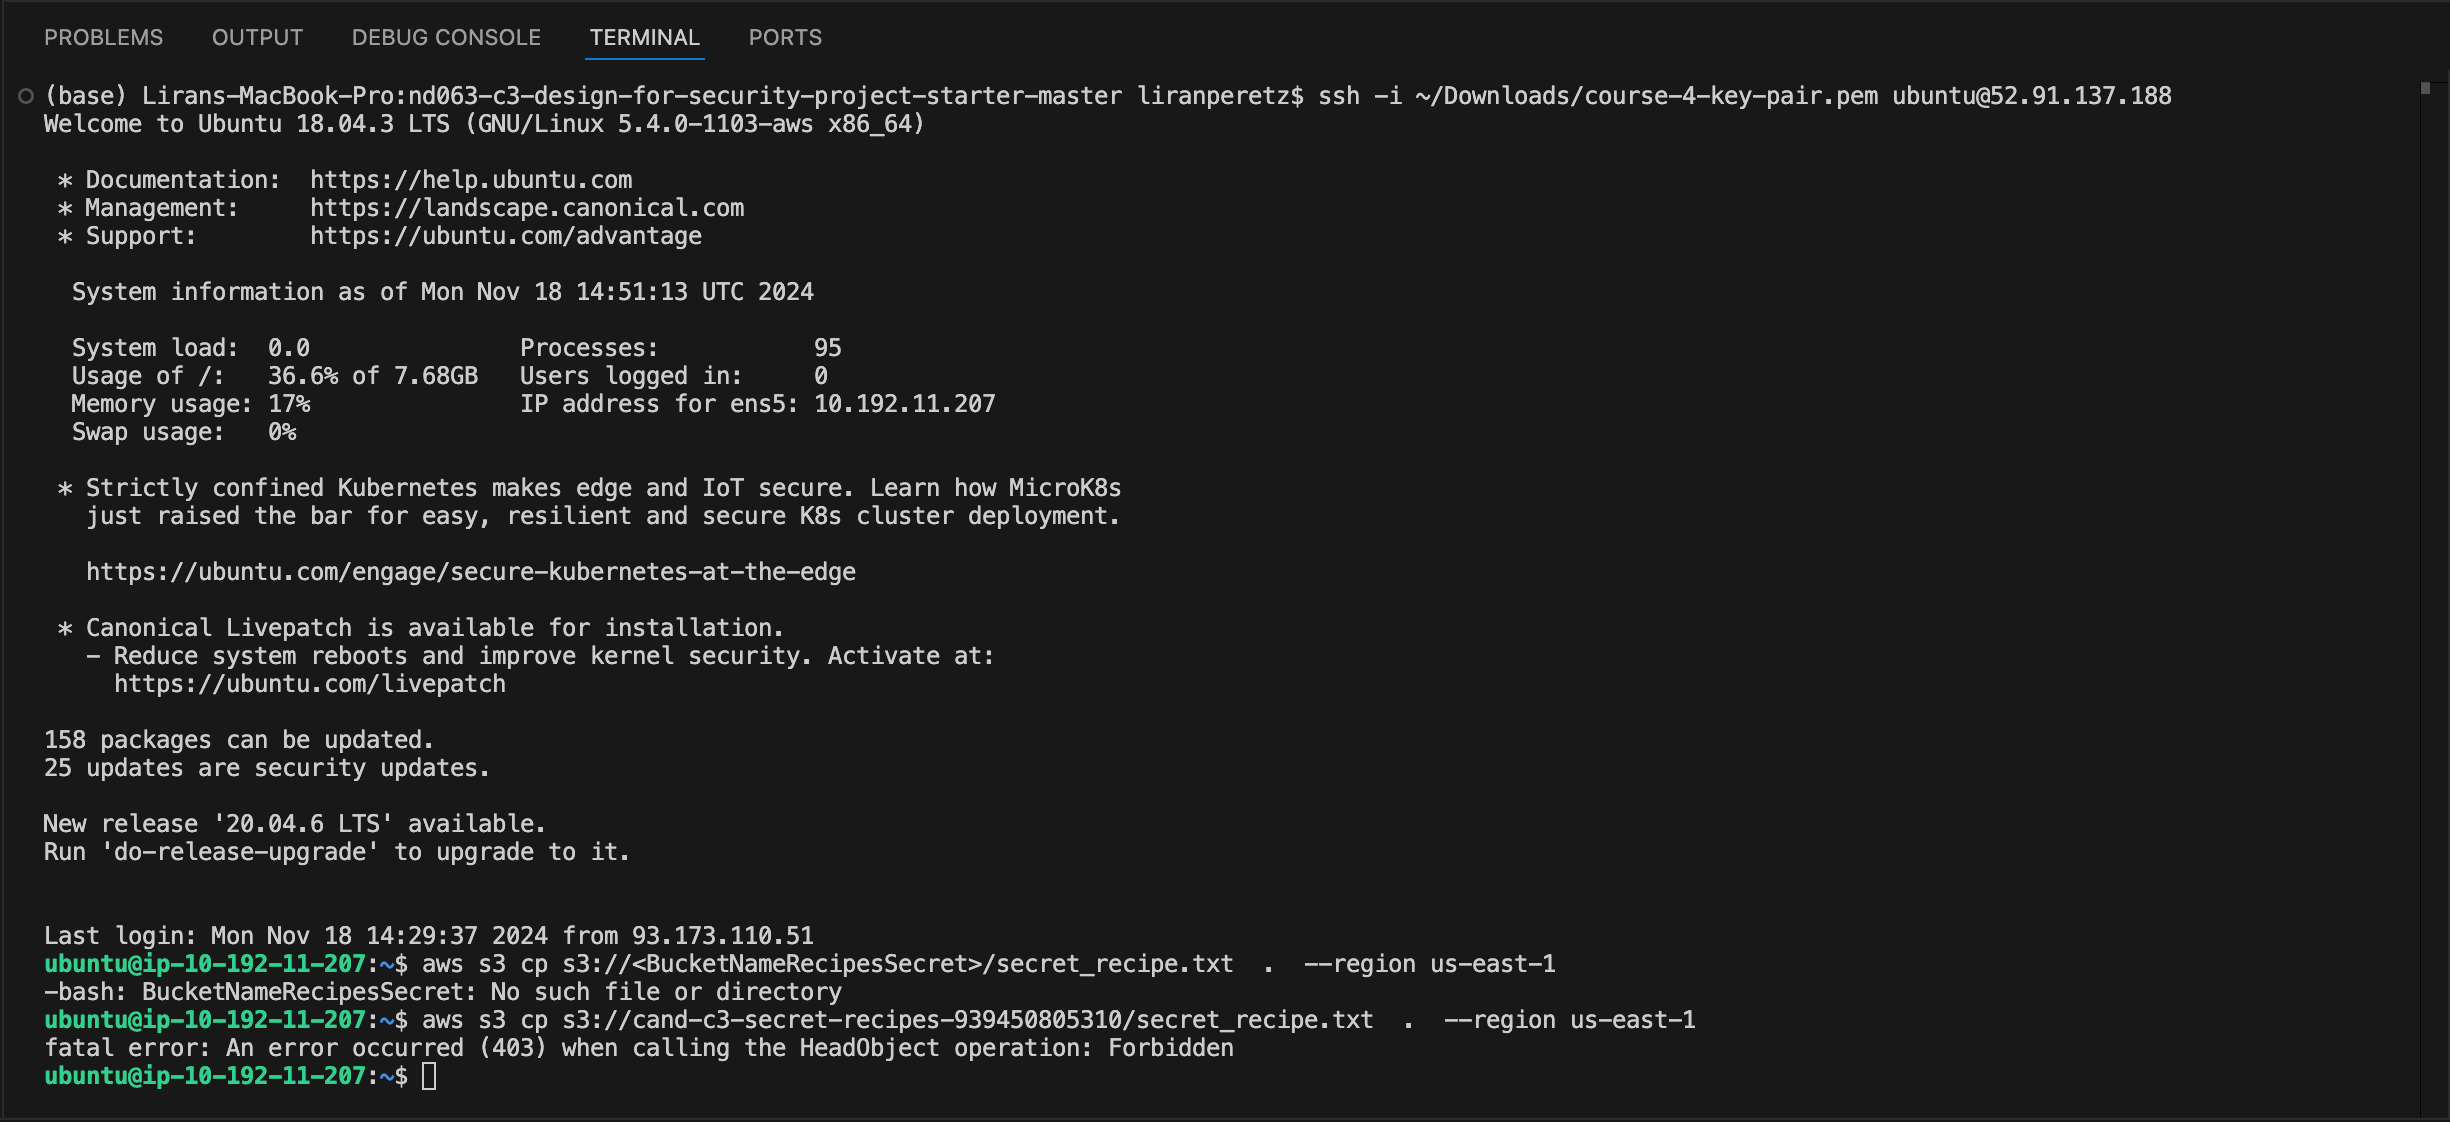 PROBLEMS OUTPUT DEBUG CONSOLE TERMINAL PORTS
(base) Lirans-MacBook-Pro:nd063-c3-design-for-security-project-starter-master liranperetz$ ssh -i ~/Downloads/course-4-key-pair.pem ubuntu@52.91.137.188
Welcome to Ubuntu 18.04.3 LTS (GNU/Linux 5.4.0-1103-aws x86_64)
* Documentation:  https://help.ubuntu.com
* Management:     https://landscape.canonical.com
* Support:        https://ubuntu.com/advantage
System information as of Mon Nov 18 14:51:13 UTC 2024
System load:  0.0               Processes:           95
Usage of /:   36.6% of 7.68GB   Users logged in:     0
Memory usage: 17%               IP address for ens5: 10.192.11.207
Swap usage:   0%
* Strictly confined Kubernetes makes edge and IoT secure. Learn how MicroK8s
just raised the bar for easy, resilient and secure K8s cluster deployment.
https://ubuntu.com/engage/secure-kubernetes-at-the-edge
* Canonical Livepatch is available for installation.
- Reduce system reboots and improve kernel security. Activate at:
https://ubuntu.com/livepatch
158 packages can be updated.
25 updates are security updates.
New release '20.04.6 LTS' available.
Run 'do-release-upgrade' to upgrade to it.
Last login: Mon Nov 18 14:29:37 2024 from 93.173.110.51
ubuntu@ip-10-192-11-207:~$ aws s3 cp s3://<BucketNameRecipesSecret>/secret_recipe.txt  .  --region us-east-1
-bash: BucketNameRecipesSecret: No such file or directory
ubuntu@ip-10-192-11-207:~$ aws s3 cp s3://cand-c3-secret-recipes-939450805310/secret_recipe.txt  .  --region us-east-1
fatal error: An error occurred (403) when calling the HeadObject operation: Forbidden
ubuntu@ip-10-192-11-207:~$